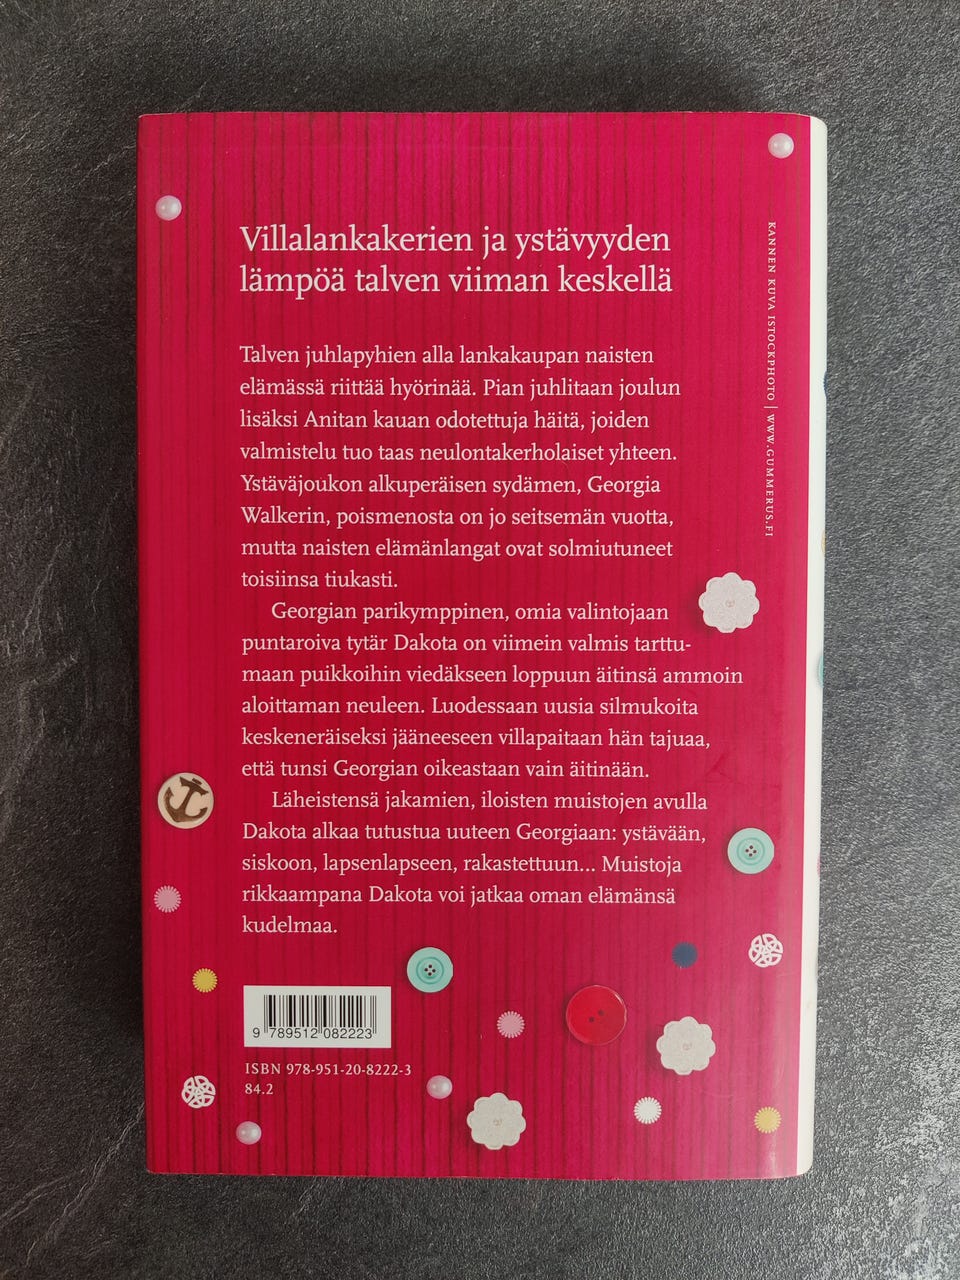 Villalankakerien ja ystävyyden
lämpöä talven viiman keskellä
Talven juhlapyhien alla lankakaupan naisten
elämässä riittää hyörinää. Pian juhlitaan joulun
lisäksi Anitan kauan odotettuja häitä, joiden
valmistelu tuo taas neulontakerholaiset yhteen.
Ystäväjoukon alkuperäisen sydämen, Georgia
Walkerin, poismenosta on jo seitsemän vuotta,
mutta naisten elämänlangat ovat solmiutuneet
toisiinsa tiukasti.
Georgian parikymppinen, omia valintojaan
puntaroiva tytär Dakota on viimein valmis tarttu-
maan puikkoihin viedäkseen loppuun äitinsä ammoin
aloittaman neuleen. Luodessaan uusia silmukoita
keskeneräiseksi jääneeseen villapaitaan hän tajuaa,
että tunsi Georgian oikeastaan vain äitinään.
Läheistensä jakamien, iloisten muistojen avulla
Dakota alkaa tutustua uuteen Georgiaan: ystävään,
siskoon, lapsenlapseen, rakastettuun... Muistoja
rikkaampana Dakota voi jatkaa oman elämänsä
kudelmaa.
9 789512 082223
ISBN 978-951-20-8222-3
84.2
KANNEN KUVA ISTOCKPHOTO | WWW.GUMMERUS.FI